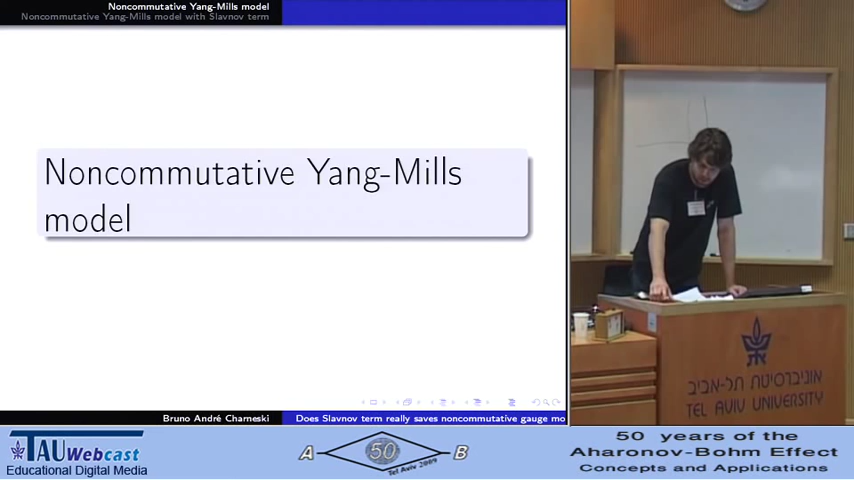 Noncommutative Yang-Mills model
Noncommutative Yang-Mills model with Slavnov term
Noncommutative Yang-Mills
model
Bruno André Charneski
Does Slavnov term really saves noncommutative gauge mo
אוניברסיטת תל-אביב
TEL AVIV UNIVERSITY
TAU Webcast
Educational Digital Media
A
50
B
Tel Aviv 2009
50 years of the
Aharonov-Bohm Effect
Concepts and Applications